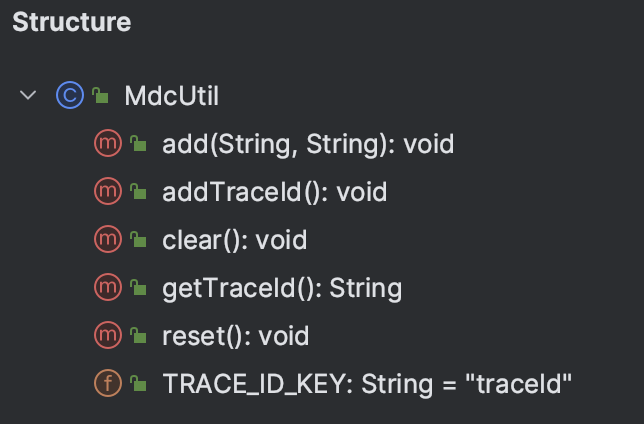 Structure
MdcUtil
add(String, String): void
addTraceId(): void
clear(): void
getTraceId(): String
reset(): void
TRACE_ID_KEY: String = "traceId"